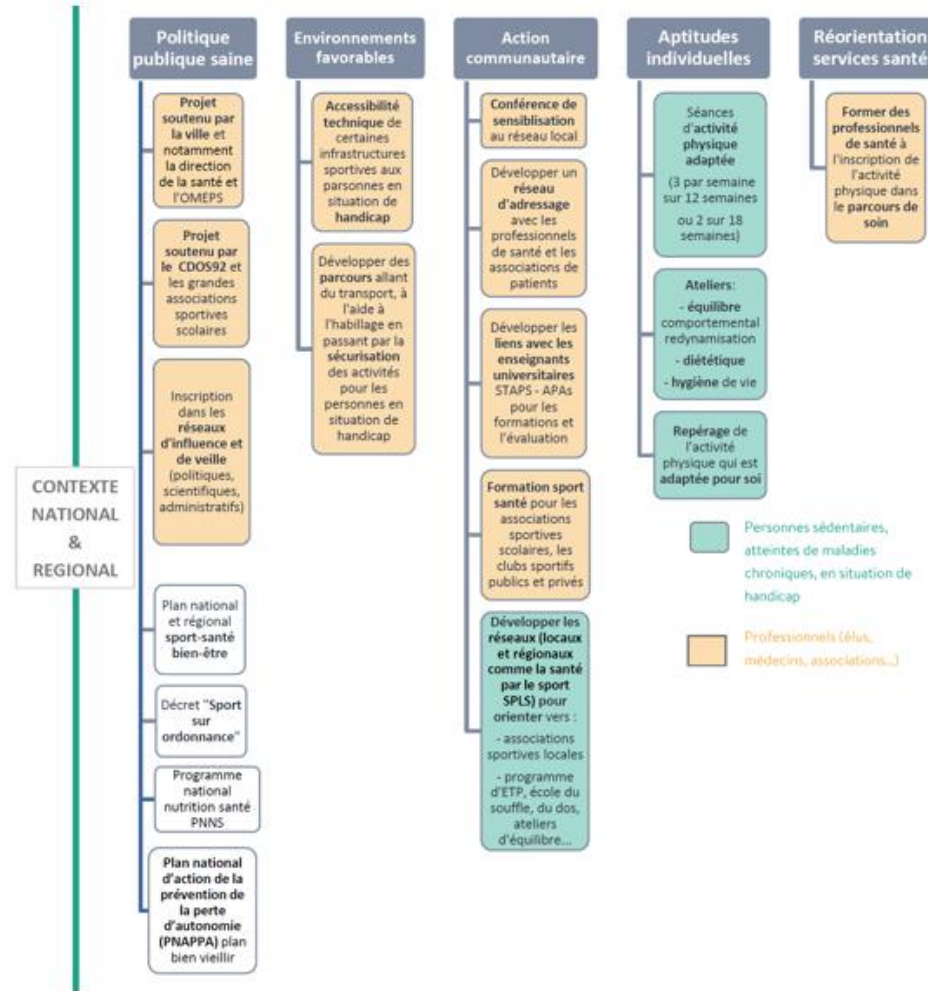 Politique
publique saine
Projet
soutenu par
la ville et
notamment
la direction
de la santé et
l'OMEPS
Projet
soutenu par
le CDOS92 et
les grandes
associations
sportives
scolaires
Inscription
dans les
réseaux
d'influence et
de veille
(politiques,
scientifiques,
administratifs)
Plan national
et régional
sport-santé
bien-être
Décret "Sport
sur
ordonnance"
Programme
national
nutrition santé
PNNS
Plan national
d'action de la
prévention de
la perte
d'autonomie
(PNAPPA) plan
bien vieillir
Environnements
favorables
Accessibilité
technique de
certaines
infrastructures
sportives aux
parsonnes en
situation de
handicap
Développer des
parcours allant
du transport, à
l'aide à
l'habillage en
passant par la
sécurisation
des activités
pour les
personnes en
situation de
handicap
Action
communautaire
Conférence de
sensiblisation
au réseau local
Développer un
réseau
d'adressage
avec les
professionnels
de santé et les
associations de
patients
Développer les
liens avec les
enseignants
universitaires
STAPS - APAs
pour les
formations et
l'évaluation
Formation sport
santé pour les
associations
sportives
scolaires, les
clubs sportifs
publics et privés
Développer les
réseaux (locaux
et régionaux
comme la santé
par le sport
SPLS) pour
orienter vers :
- associations
sportives locales
- programme
d'ETP, école du
souffle, du dos,
ateliers
d'équilibre...
Aptitudes
individuelles
Séances
d'activité
physique
adaptée
(3 par semaine
sur 12 semaines
ou 2 sur 18
semaines)
Ateliers:
- équilibre
comportemental
redynamisation
- diététique
- hygiène de vie
Repérage de
l'activité
physique qui est
adaptée pour soi
Réorientation
services santé
Former des
professionnels
de santé à
l'inscription de
l'activité
physique dans
le parcours de
soin
CONTEXTE
NATIONAL
&
REGIONAL
Personnes sédentaires,
atteintes de maladies
chroniques, en situation de
handicap
Professionnels (élus,
médecins, associations...)